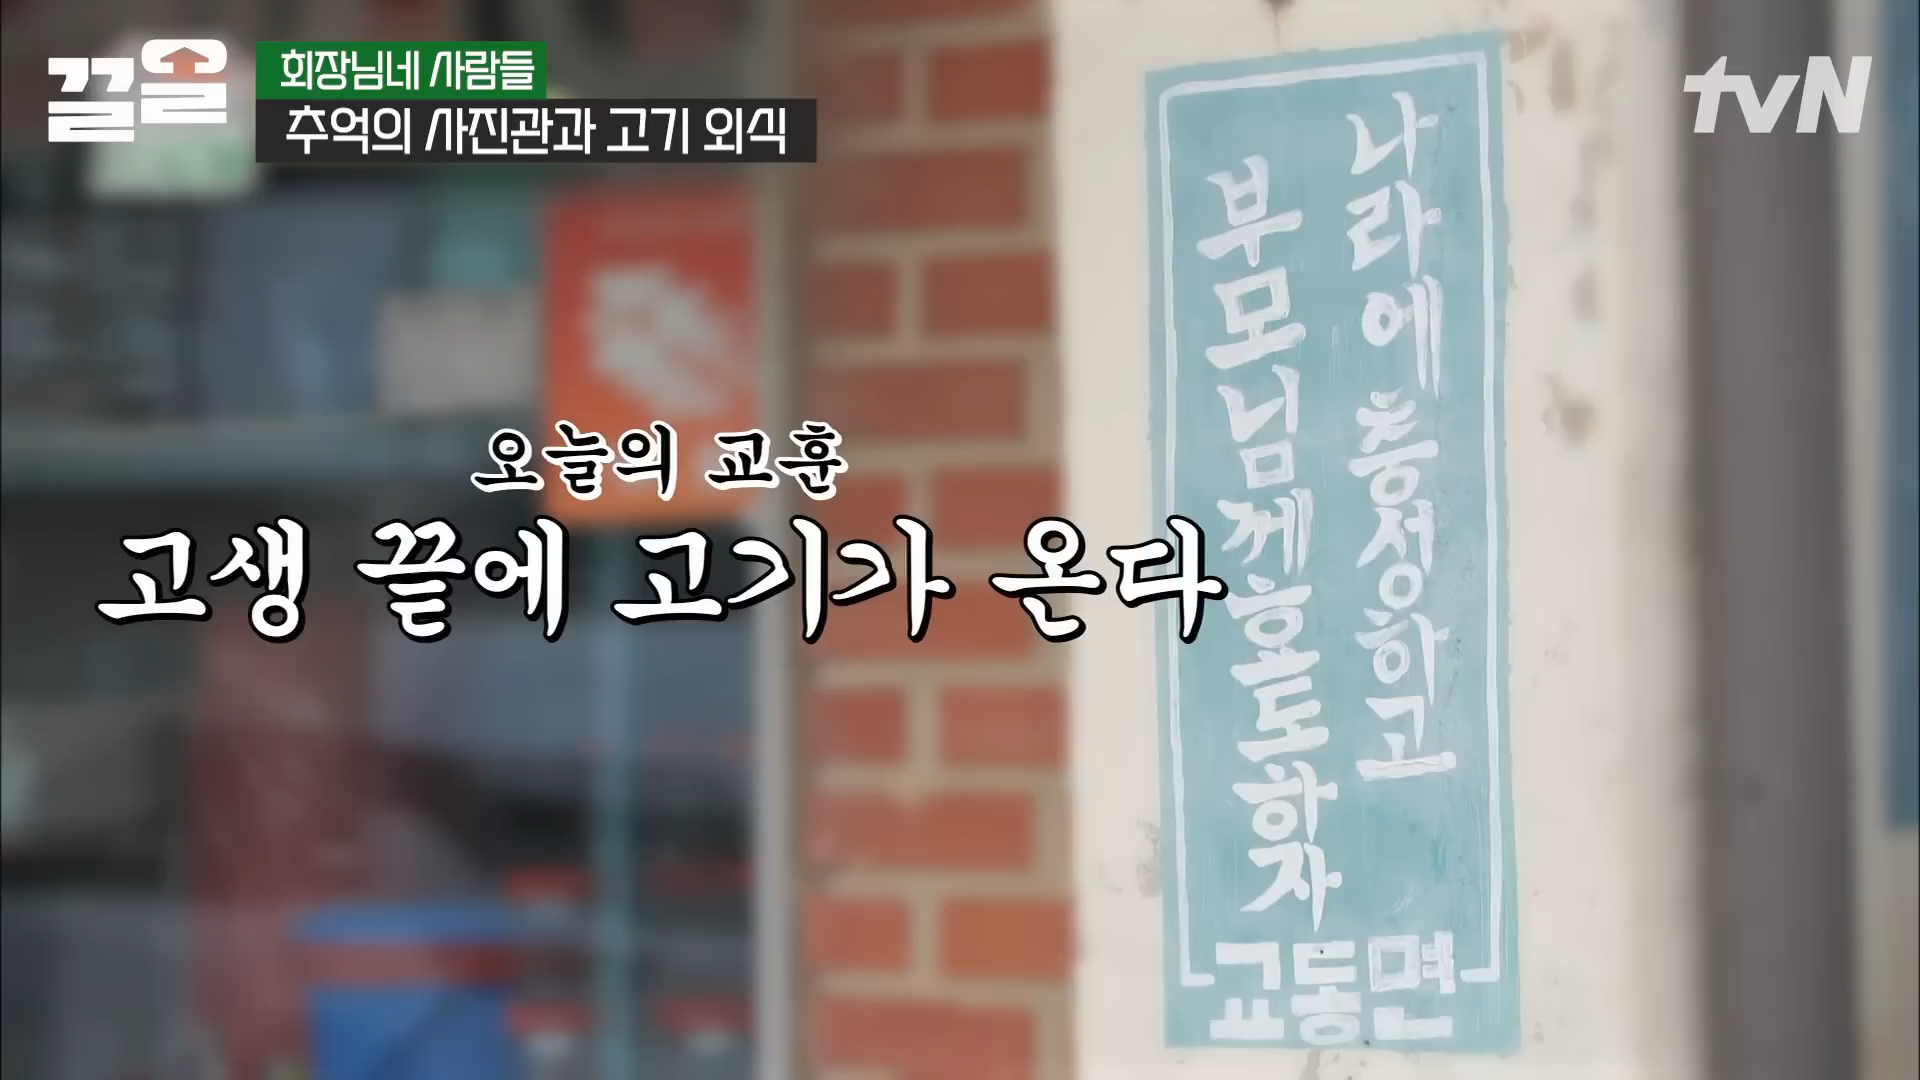 끌올
회장님네 사람들
추억의 사진관과 고기 외식
tvN
오늘의 교훈
고생 끝에 고기가 온다
나라에 충성하고
부모님께 효도하자
교동면